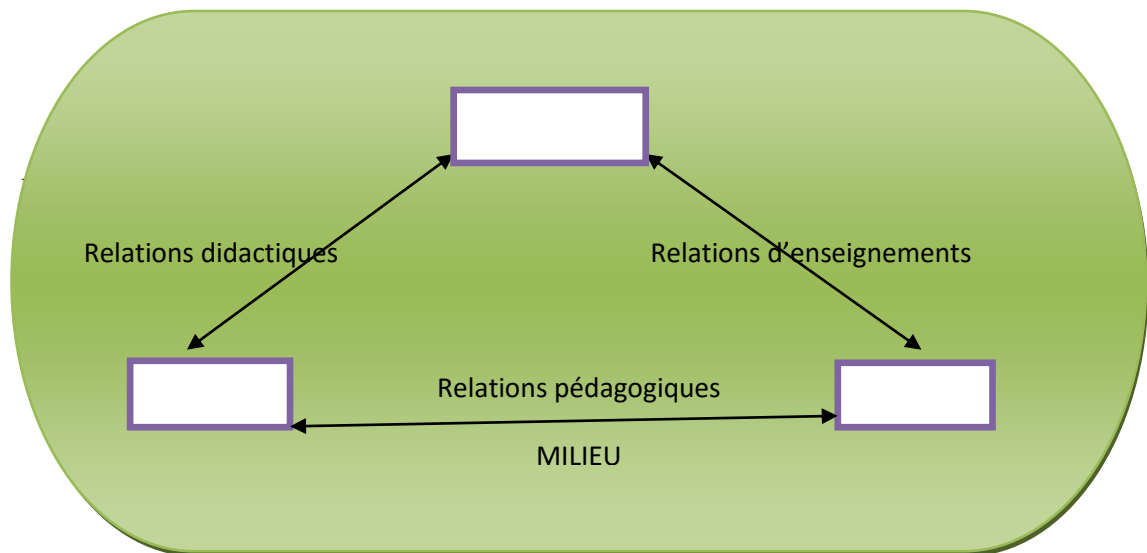 Relations didactiques
Relations d’enseignements
Relations pédagogiques
MILIEU